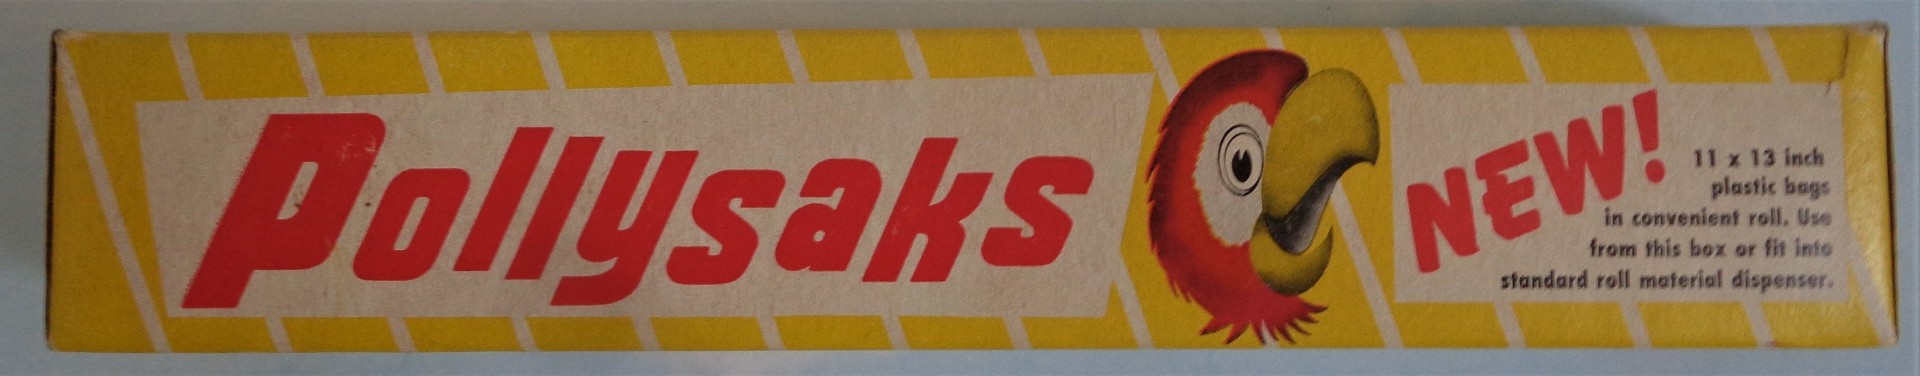 Pollysaks
NEW!
11 x 13 inch
plastic bags
in convenient roll. Use
from this box or fit into
standard roll material dispenser.